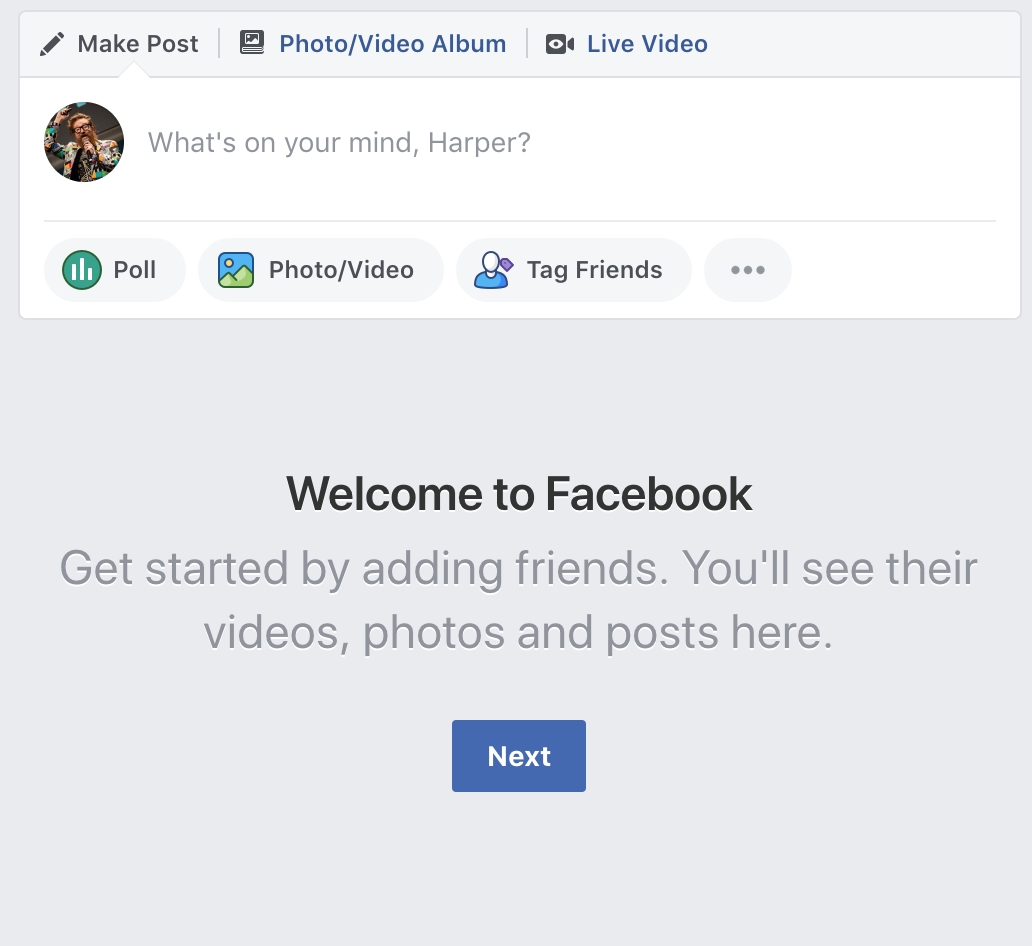 Make Post Photo/Video Album Live Video
What's on your mind, Harper?
Poll Photo/Video Tag Friends
Welcome to Facebook
Get started by adding friends. You'll see their
videos, photos and posts here.
Next